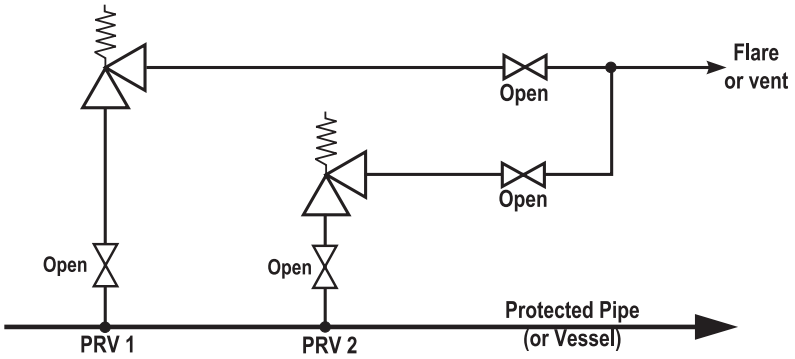 Flare
or vent
Open
Open
Open
Open
Protected Pipe
(or Vessel)
PRV 1
PRV 2